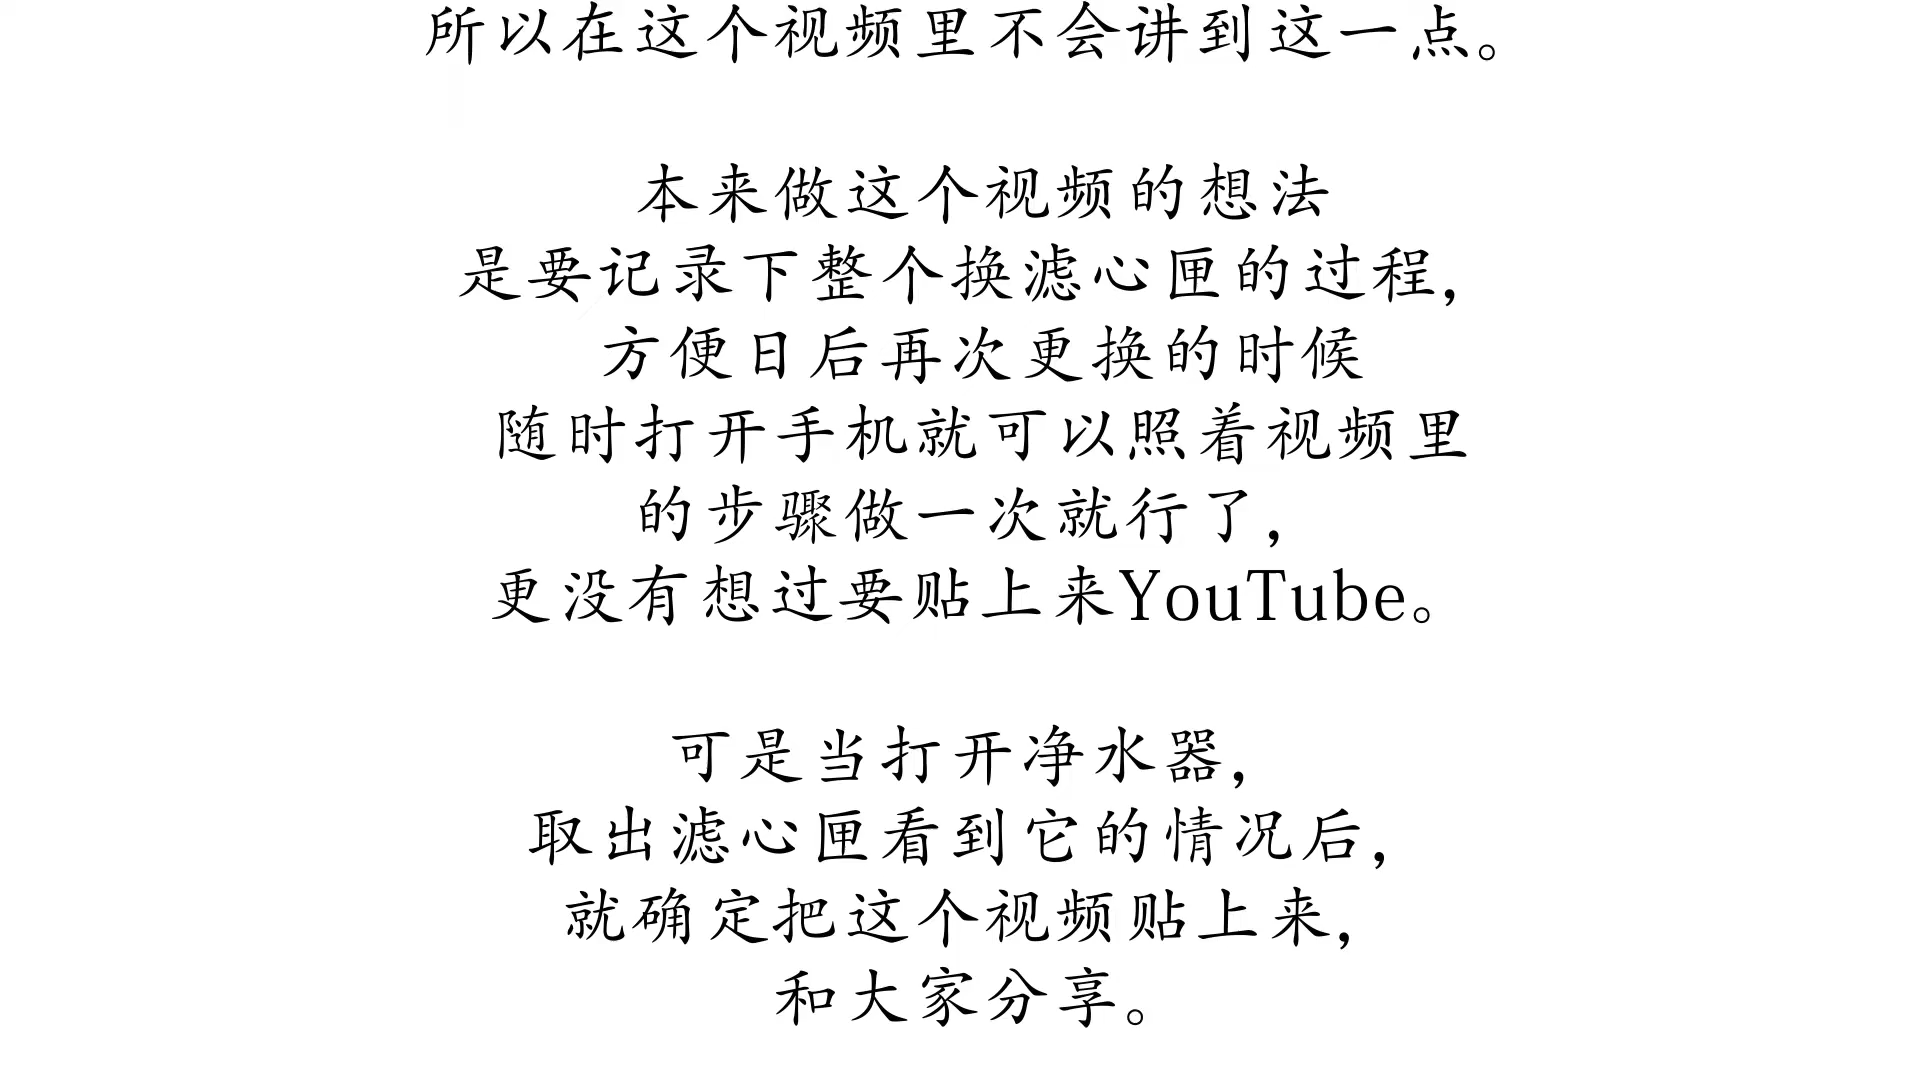 所以在这个视频里不会讲到这一点。
本来做这个视频的想法
是要记录下整个换滤心匣的过程，
方便日后再次更换的时候
随时打开手机就可以照着视频里
的步骤做一次就行了，
更没有想过要贴上来YouTube。
可是当打开净水器，
取出滤心匣看到它的情况后，
就确定把这个视频贴上来，
和大家分享。